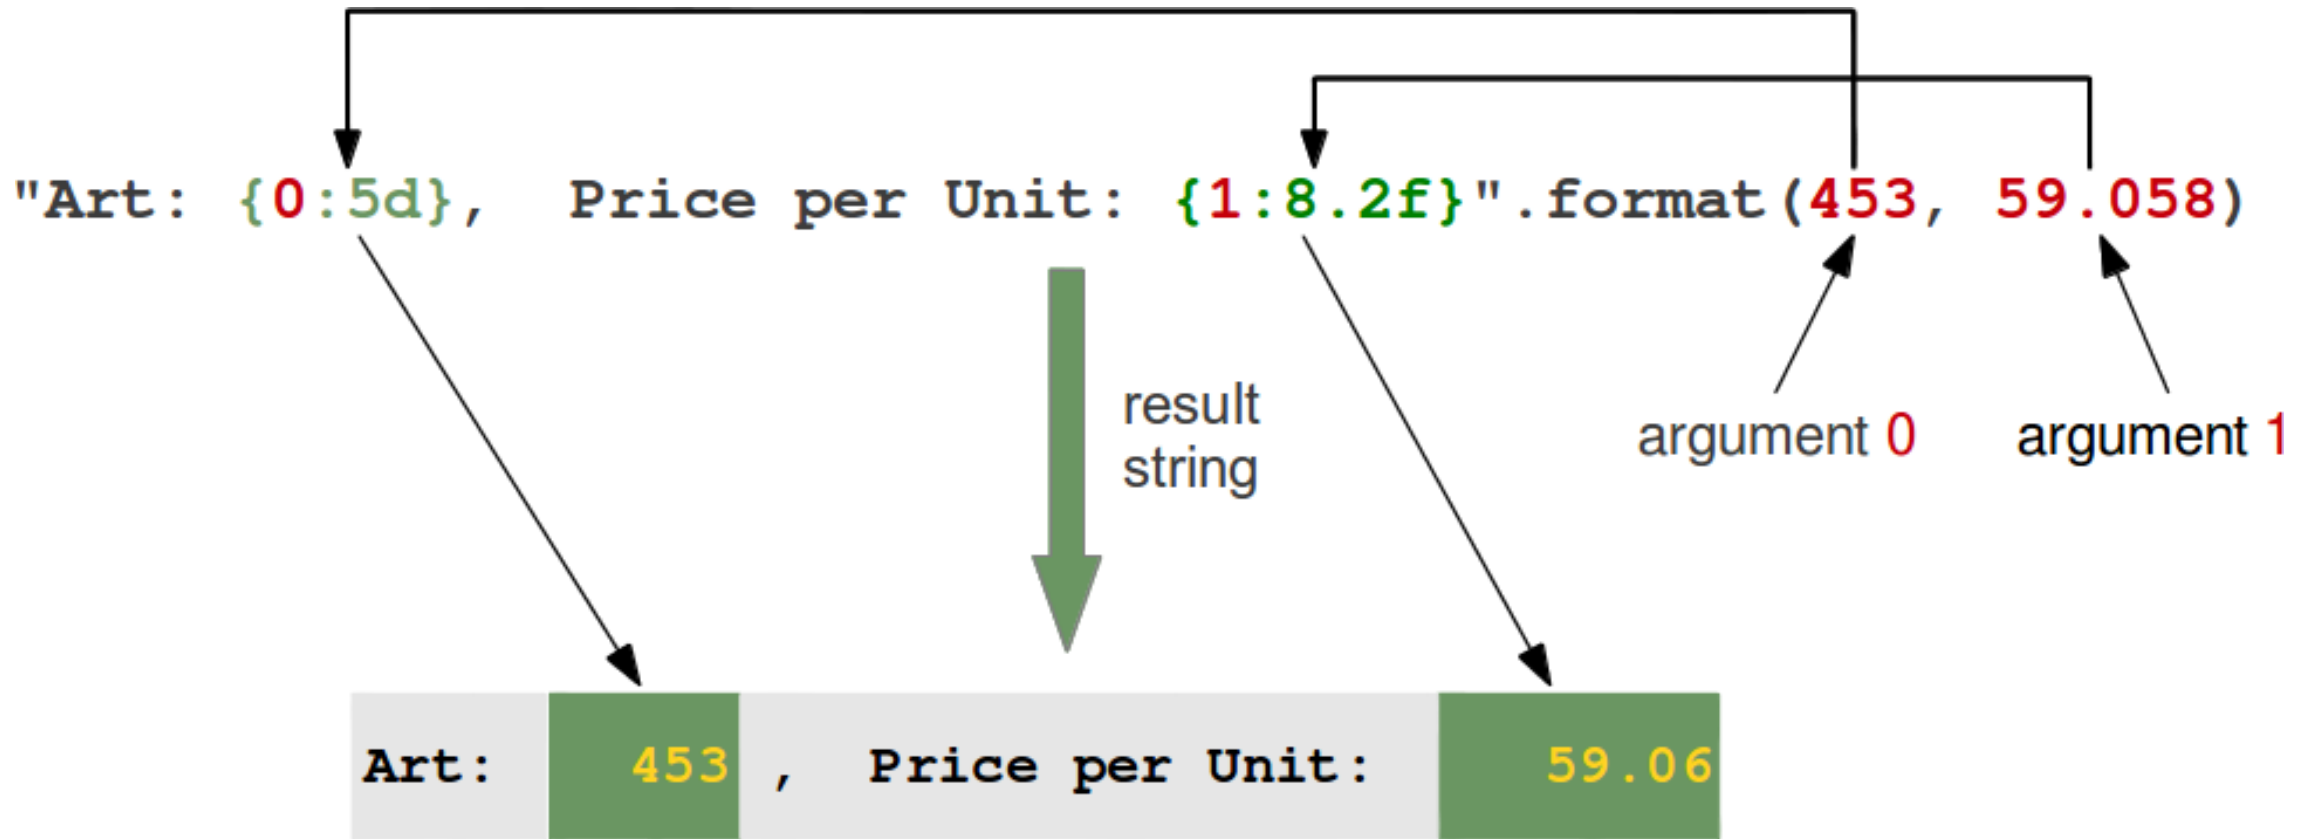 "Art: {0:5d},  Price per Unit: {1:8.2f}".format(453, 59.058)
result
string
argument 0
argument 1
Art:   453 ,  Price per Unit:    59.06